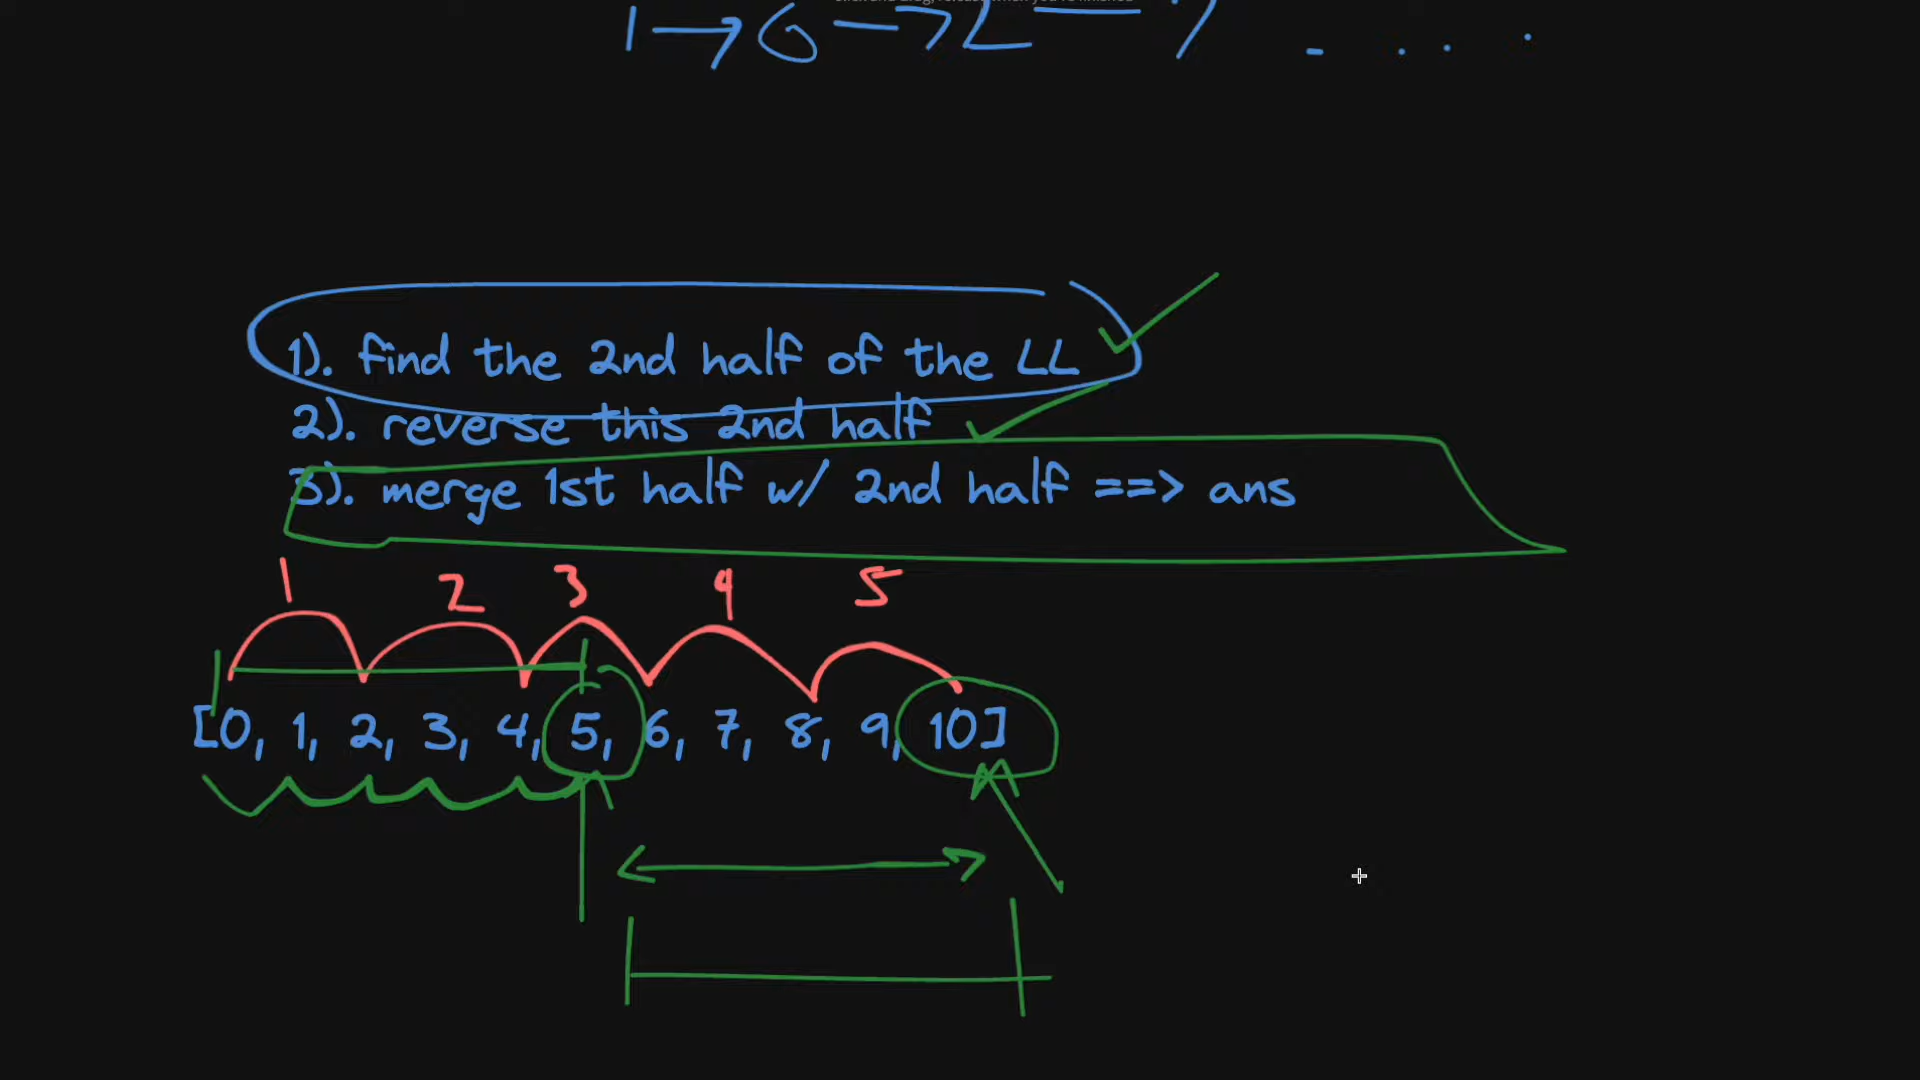 1 → 6 → 2 → 7 - . . .
1). find the 2nd half of the LL
2). reverse this 2nd half
3). merge 1st half w/ 2nd half ==> ans
1 2 3 4 5
[0, 1, 2, 3, 4, 5, 6, 7, 8, 9, 10]